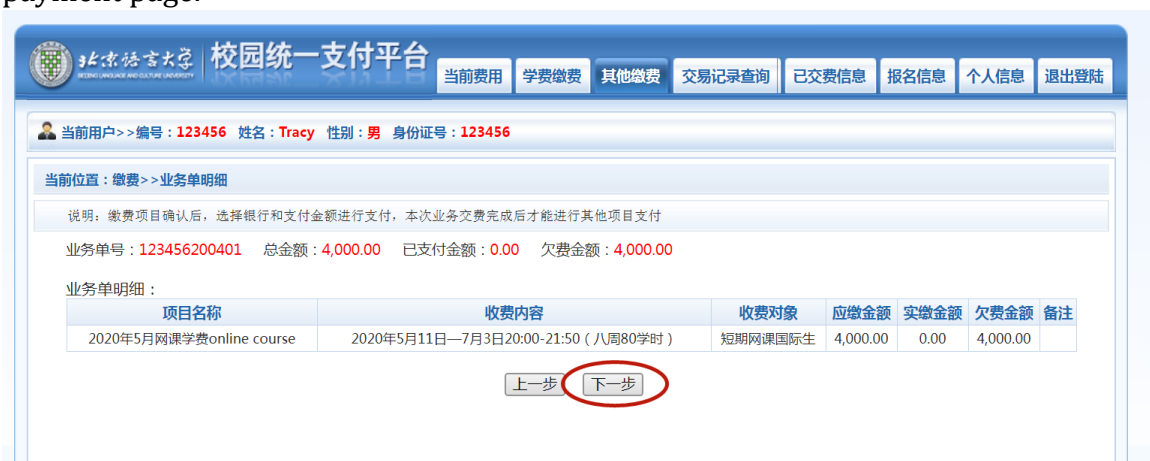 payment page.
北京语言大学 校园统一支付平台
BEIJING LANGUAGE AND CULTURE UNIVERSITY
当前费用 学费缴费 其他缴费 交易记录查询 已交费信息 报名信息 个人信息 退出登陆
当前用户>>编号：123456 姓名：Tracy 性别：男 身份证号：123456
当前位置：缴费>>业务单明细
说明：缴费项目确认后，选择银行和支付金额进行支付，本次业务交费完成后才能进行其他项目支付
业务单号：123456200401 总金额：4,000.00 已支付金额：0.00 欠费金额：4,000.00
业务单明细：
项目名称 收费内容 收费对象 应缴金额 实缴金额 欠费金额 备注
2020年5月网课学费online course 2020年5月11日—7月3日20:00-21:50（八周80学时） 短期网课国际生 4,000.00 0.00 4,000.00
上一步 下一步